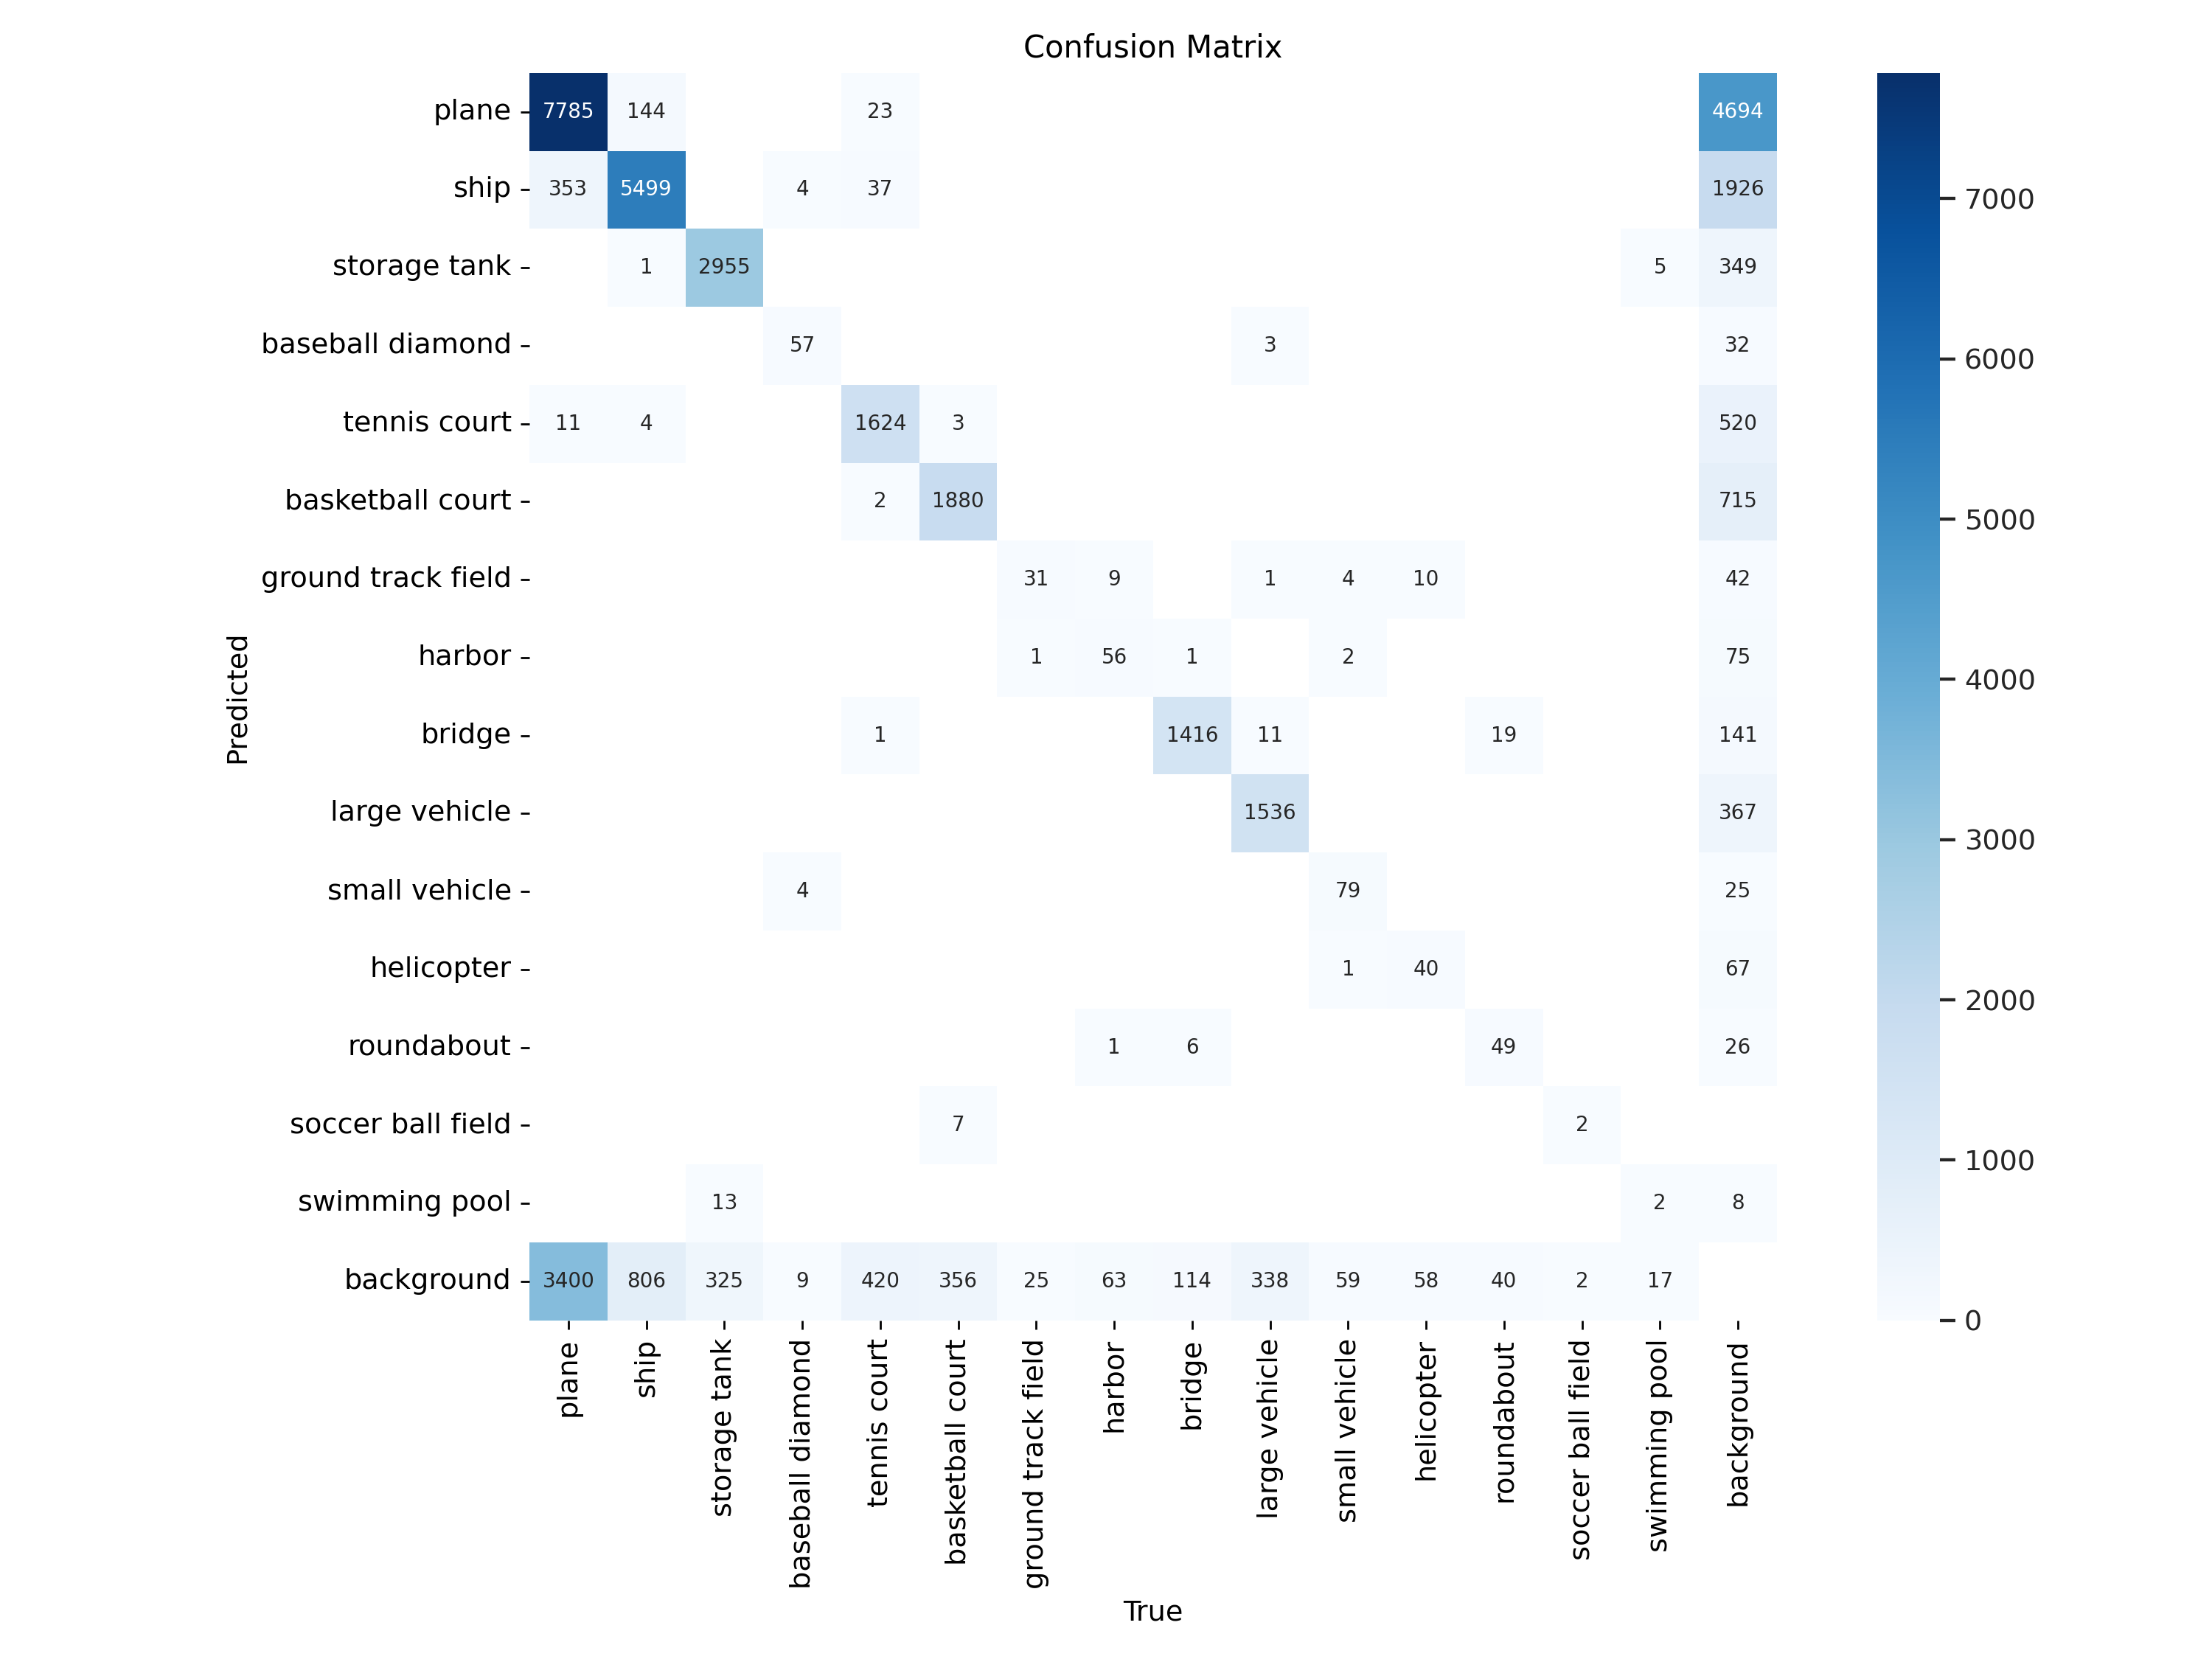 Confusion Matrix
plane 7785 144 23 4694
ship 353 5499 4 37 1926 7000
storage tank 1 2955 5 349
baseball diamond 57 3 32 6000
tennis court 11 4 1624 3 520
basketball court 2 1880 715 5000
ground track field 31 9 1 4 10 42
harbor 1 56 1 2 75 4000
bridge 1 1416 11 19 141
large vehicle 1536 367 3000
small vehicle 4 79 25
helicopter 1 40 67 2000
roundabout 1 6 49 26
soccer ball field 7 2 1000
swimming pool 13 2 8
background 3400 806 325 9 420 356 25 63 114 338 59 58 40 2 17 0
Predicted
plane
ship
storage tank
baseball diamond
tennis court
basketball court
ground track field
harbor
bridge
large vehicle
small vehicle
helicopter
roundabout
soccer ball field
swimming pool
background
True